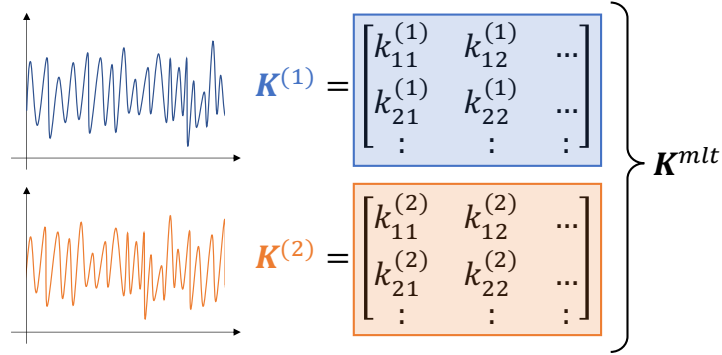 K^(1) = [k_11^(1) k_12^(1) ...
k_21^(1) k_22^(1) ...
: : :]
K^mlt
K^(2) = [k_11^(2) k_12^(2) ...
k_21^(2) k_22^(2) ...
: : :]